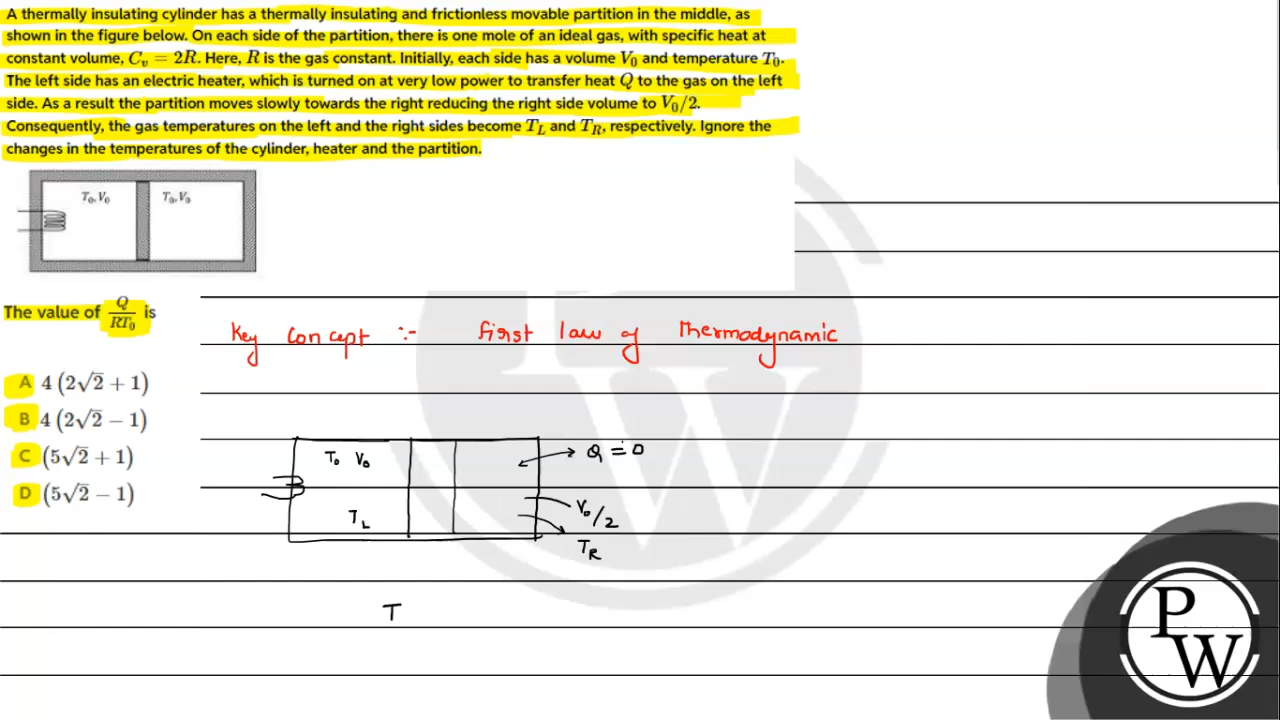 A thermally insulating cylinder has a thermally insulating and frictionless movable partition in the middle, as
shown in the figure below. On each side of the partition, there is one mole of an ideal gas, with specific heat at
constant volume, Cᵥ = 2R. Here, R is the gas constant. Initially, each side has a volume V₀ and temperature T₀.
The left side has an electric heater, which is turned on at very low power to transfer heat Q to the gas on the left
side. As a result the partition moves slowly towards the right reducing the right side volume to V₀/2.
Consequently, the gas temperatures on the left and the right sides become T_L and T_R, respectively. Ignore the
changes in the temperatures of the cylinder, heater and the partition.
T₀, V₀ T₀, V₀
The value of Q/RT₀ is
Key concept :- first law of Thermodynamic
A 4 (2√2 + 1)
B 4 (2√2 − 1)
C (5√2 + 1)
D (5√2 − 1)
T₀ V₀
Q = 0
T_L
V₀/2
T_R
T
P
W